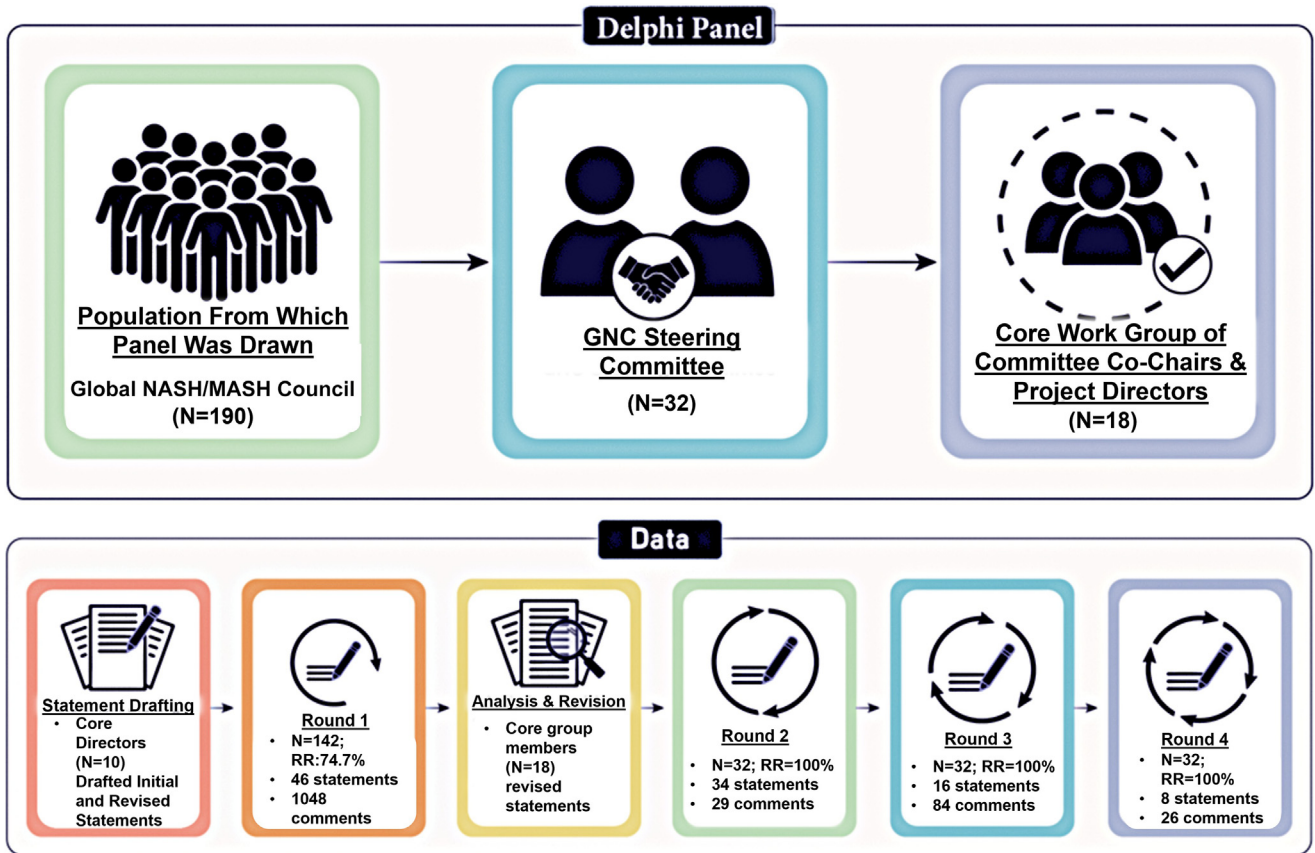 Delphi Panel
Population From Which
Panel Was Drawn
Global NASH/MASH Council
(N=190)
GNC Steering
Committee
(N=32)
Core Work Group of
Committee Co-Chairs &
Project Directors
(N=18)
Data
Statement Drafting
• Core
Directors
(N=10)
Drafted Initial
and Revised
Statements
Round 1
• N=142;
RR:74.7%
• 46 statements
• 1048
comments
Analysis & Revision
• Core group
members
(N=18)
revised
statements
Round 2
• N=32; RR=100%
• 34 statements
• 29 comments
Round 3
• N=32; RR=100%
• 16 statements
• 84 comments
Round 4
• N=32;
RR=100%
• 8 statements
• 26 comments